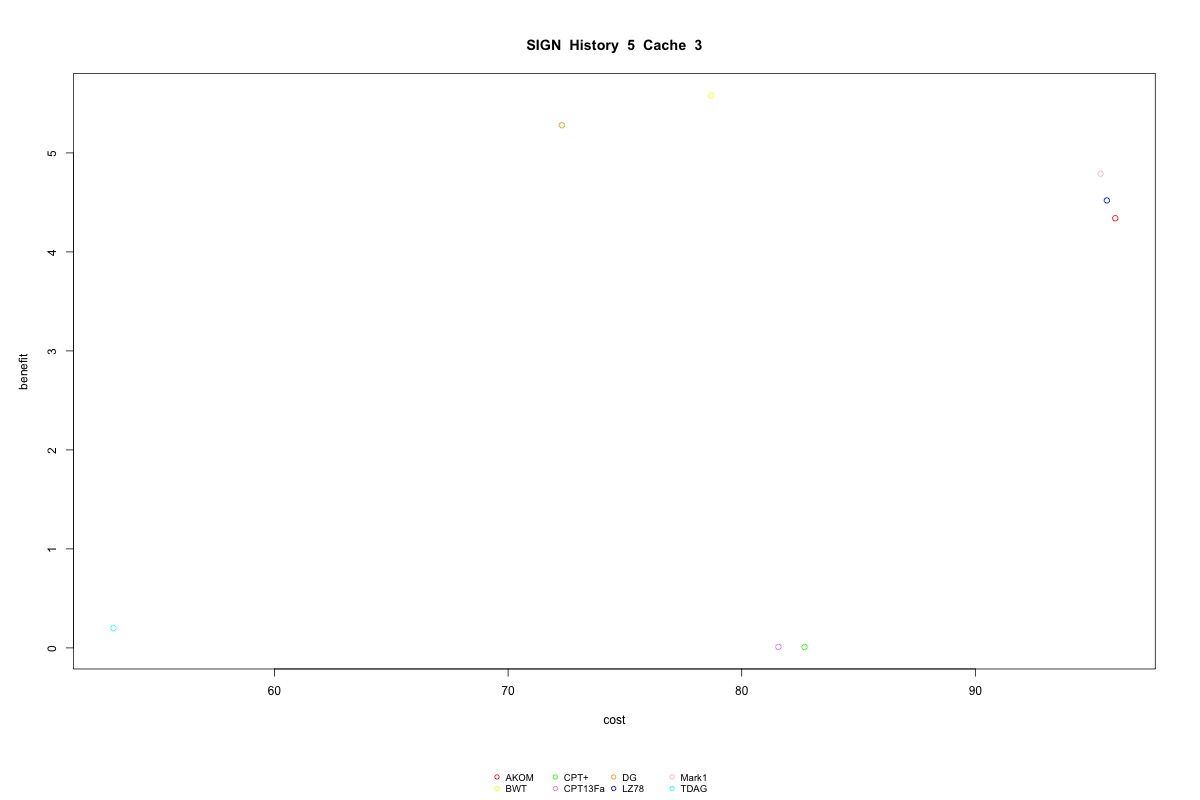 SIGN History 5 Cache 3
5
4
3
2
1
0
benefit
60 70 80 90
cost
AKOM CPT+ DG Mark1
BWT CPT13Fa LZ78 TDAG